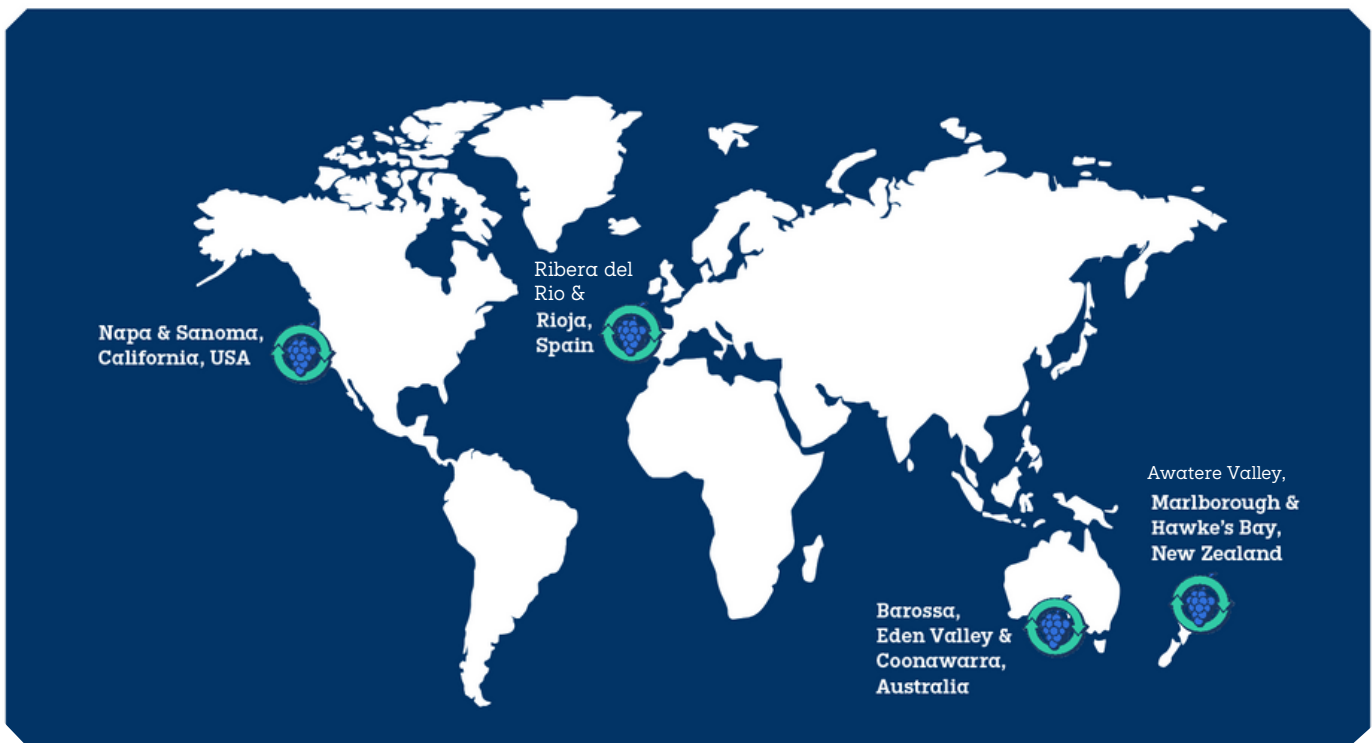 Napa & Sanoma,
California, USA
Ribera del
Rio &
Rioja,
Spain
Awatere Valley,
Marlborough &
Hawke's Bay,
New Zealand
Barossa,
Eden Valley &
Coonawarra,
Australia